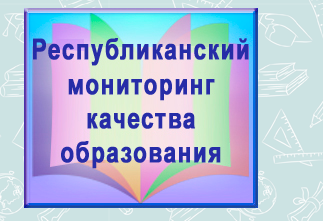 Республиканский
мониторинг
качества
образования